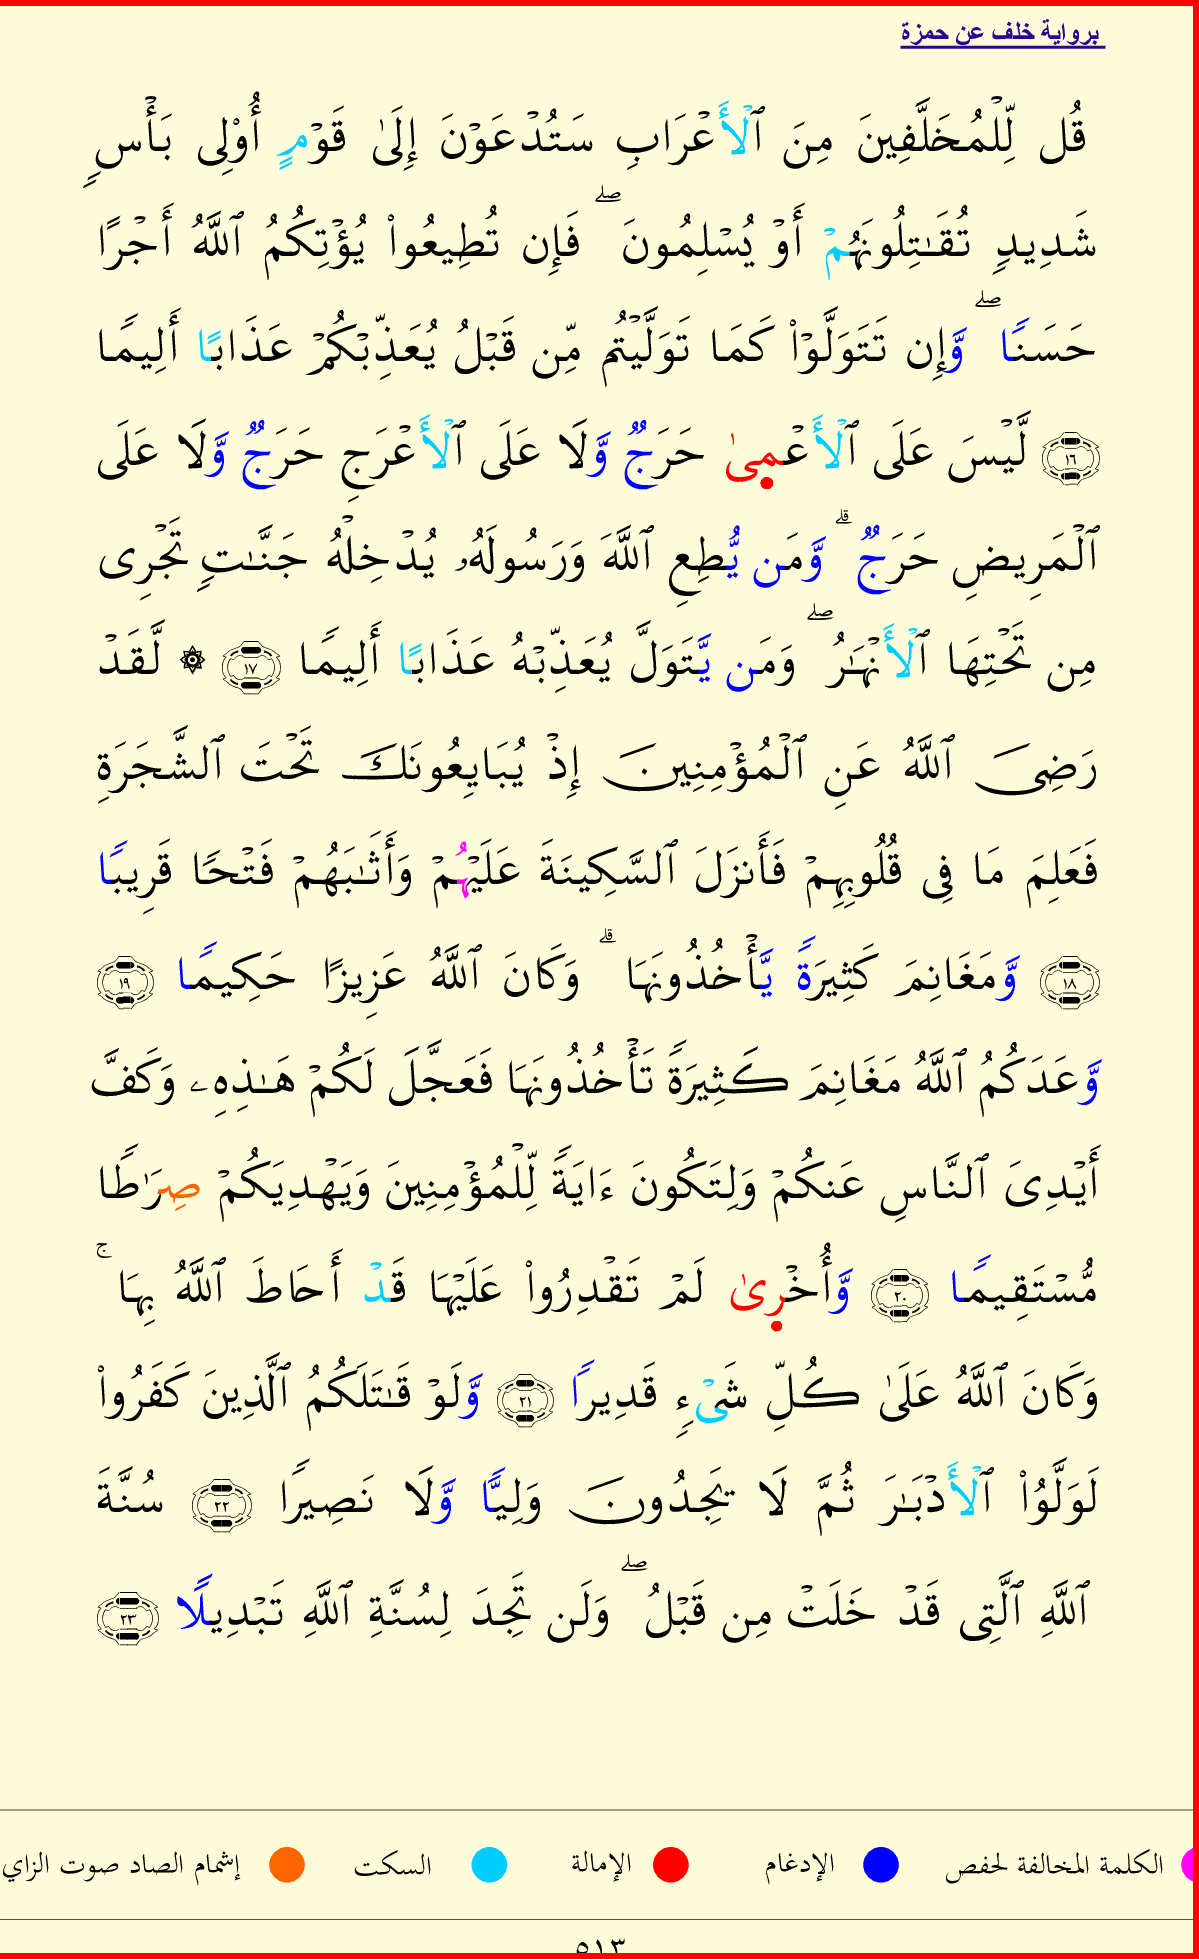 برواية خلف عن حمزة
قُل لِّلۡمُخَلَّفِينَ مِنَ ٱلۡأَعۡرَابِ سَتُدۡعَوۡنَ إِلَىٰ قَوۡمٍ أُوْلِى بَأۡسٍ
شَدِيدٍ تُقَـٰتِلُونَهُمۡ أَوۡ يُسۡلِمُونَ ۖ فَإِن تُطِيعُواْ يُؤۡتِكُمُ ٱللَّهُ أَجۡرًا
حَسَنًا ۖ وَّإِن تَتَوَلَّوۡاْ كَمَا تَوَلَّيۡتُم مِّن قَبۡلُ يُعَذِّبۡكُمۡ عَذَابًا أَلِيمًا
١٦ لَّيۡسَ عَلَى ٱلۡأَعۡمِىٰ حَرَجٌ وَّلَا عَلَى ٱلۡأَعۡرَجِ حَرَجٌ وَّلَا عَلَى
ٱلۡمَرِيضِ حَرَجٌ ۗ وَّمَن يُّطِعِ ٱللَّهَ وَرَسُولَهُۥ يُدۡخِلۡهُ جَنَّـٰتٍ تَجۡرِى
مِن تَحۡتِهَا ٱلۡأَنۡهَـٰرُ ۖ وَمَن يَّتَوَلَّ يُعَذِّبۡهُ عَذَابًا أَلِيمًا ١٧ ۞ لَّقَدۡ
رَضِىَ ٱللَّهُ عَنِ ٱلۡمُؤۡمِنِينَ إِذۡ يُبَايِعُونَكَ تَحۡتَ ٱلشَّجَرَةِ
فَعَلِمَ مَا فِى قُلُوبِهِمۡ فَأَنزَلَ ٱلسَّكِينَةَ عَلَيۡهُمۡ وَأَثَـٰبَهُمۡ فَتۡحًا قَرِيبًا
١٨ وَّمَغَانِمَ كَثِيرَةً يَّأۡخُذُونَهَا ۗ وَكَانَ ٱللَّهُ عَزِيزًا حَكِيمًا ١٩
وَّعَدَكُمُ ٱللَّهُ مَغَانِمَ كَثِيرَةً تَأۡخُذُونَهَا فَعَجَّلَ لَكُمۡ هَـٰذِهِۦ وَكَفَّ
أَيۡدِىَ ٱلنَّاسِ عَنكُمۡ وَلِتَكُونَ ءَايَةً لِّلۡمُؤۡمِنِينَ وَيَهۡدِيَكُمۡ صِرَٰطًا
مُّسۡتَقِيمًا ٢٠ وَّأُخۡرِىٰ لَمۡ تَقۡدِرُواْ عَلَيۡهَا قَدۡ أَحَاطَ ٱللَّهُ بِهَا ۚ
وَكَانَ ٱللَّهُ عَلَىٰ كُلِّ شَىۡءٍ قَدِيرًا ٢١ وَّلَوۡ قَـٰتَلَكُمُ ٱلَّذِينَ كَفَرُواْ
لَوَلَّوُاْ ٱلۡأَدۡبَـٰرَ ثُمَّ لَا يَجِدُونَ وَلِيًّا وَّلَا نَصِيرًا ٢٢ سُنَّةَ
ٱللَّهِ ٱلَّتِى قَدۡ خَلَتۡ مِن قَبۡلُ ۖ وَلَن تَجِدَ لِسُنَّةِ ٱللَّهِ تَبۡدِيلًا ٢٣
الكلمة المخالفة لحفص الإدغام الإمالة السكت إشمام الصاد صوت الزاي
٥١٣